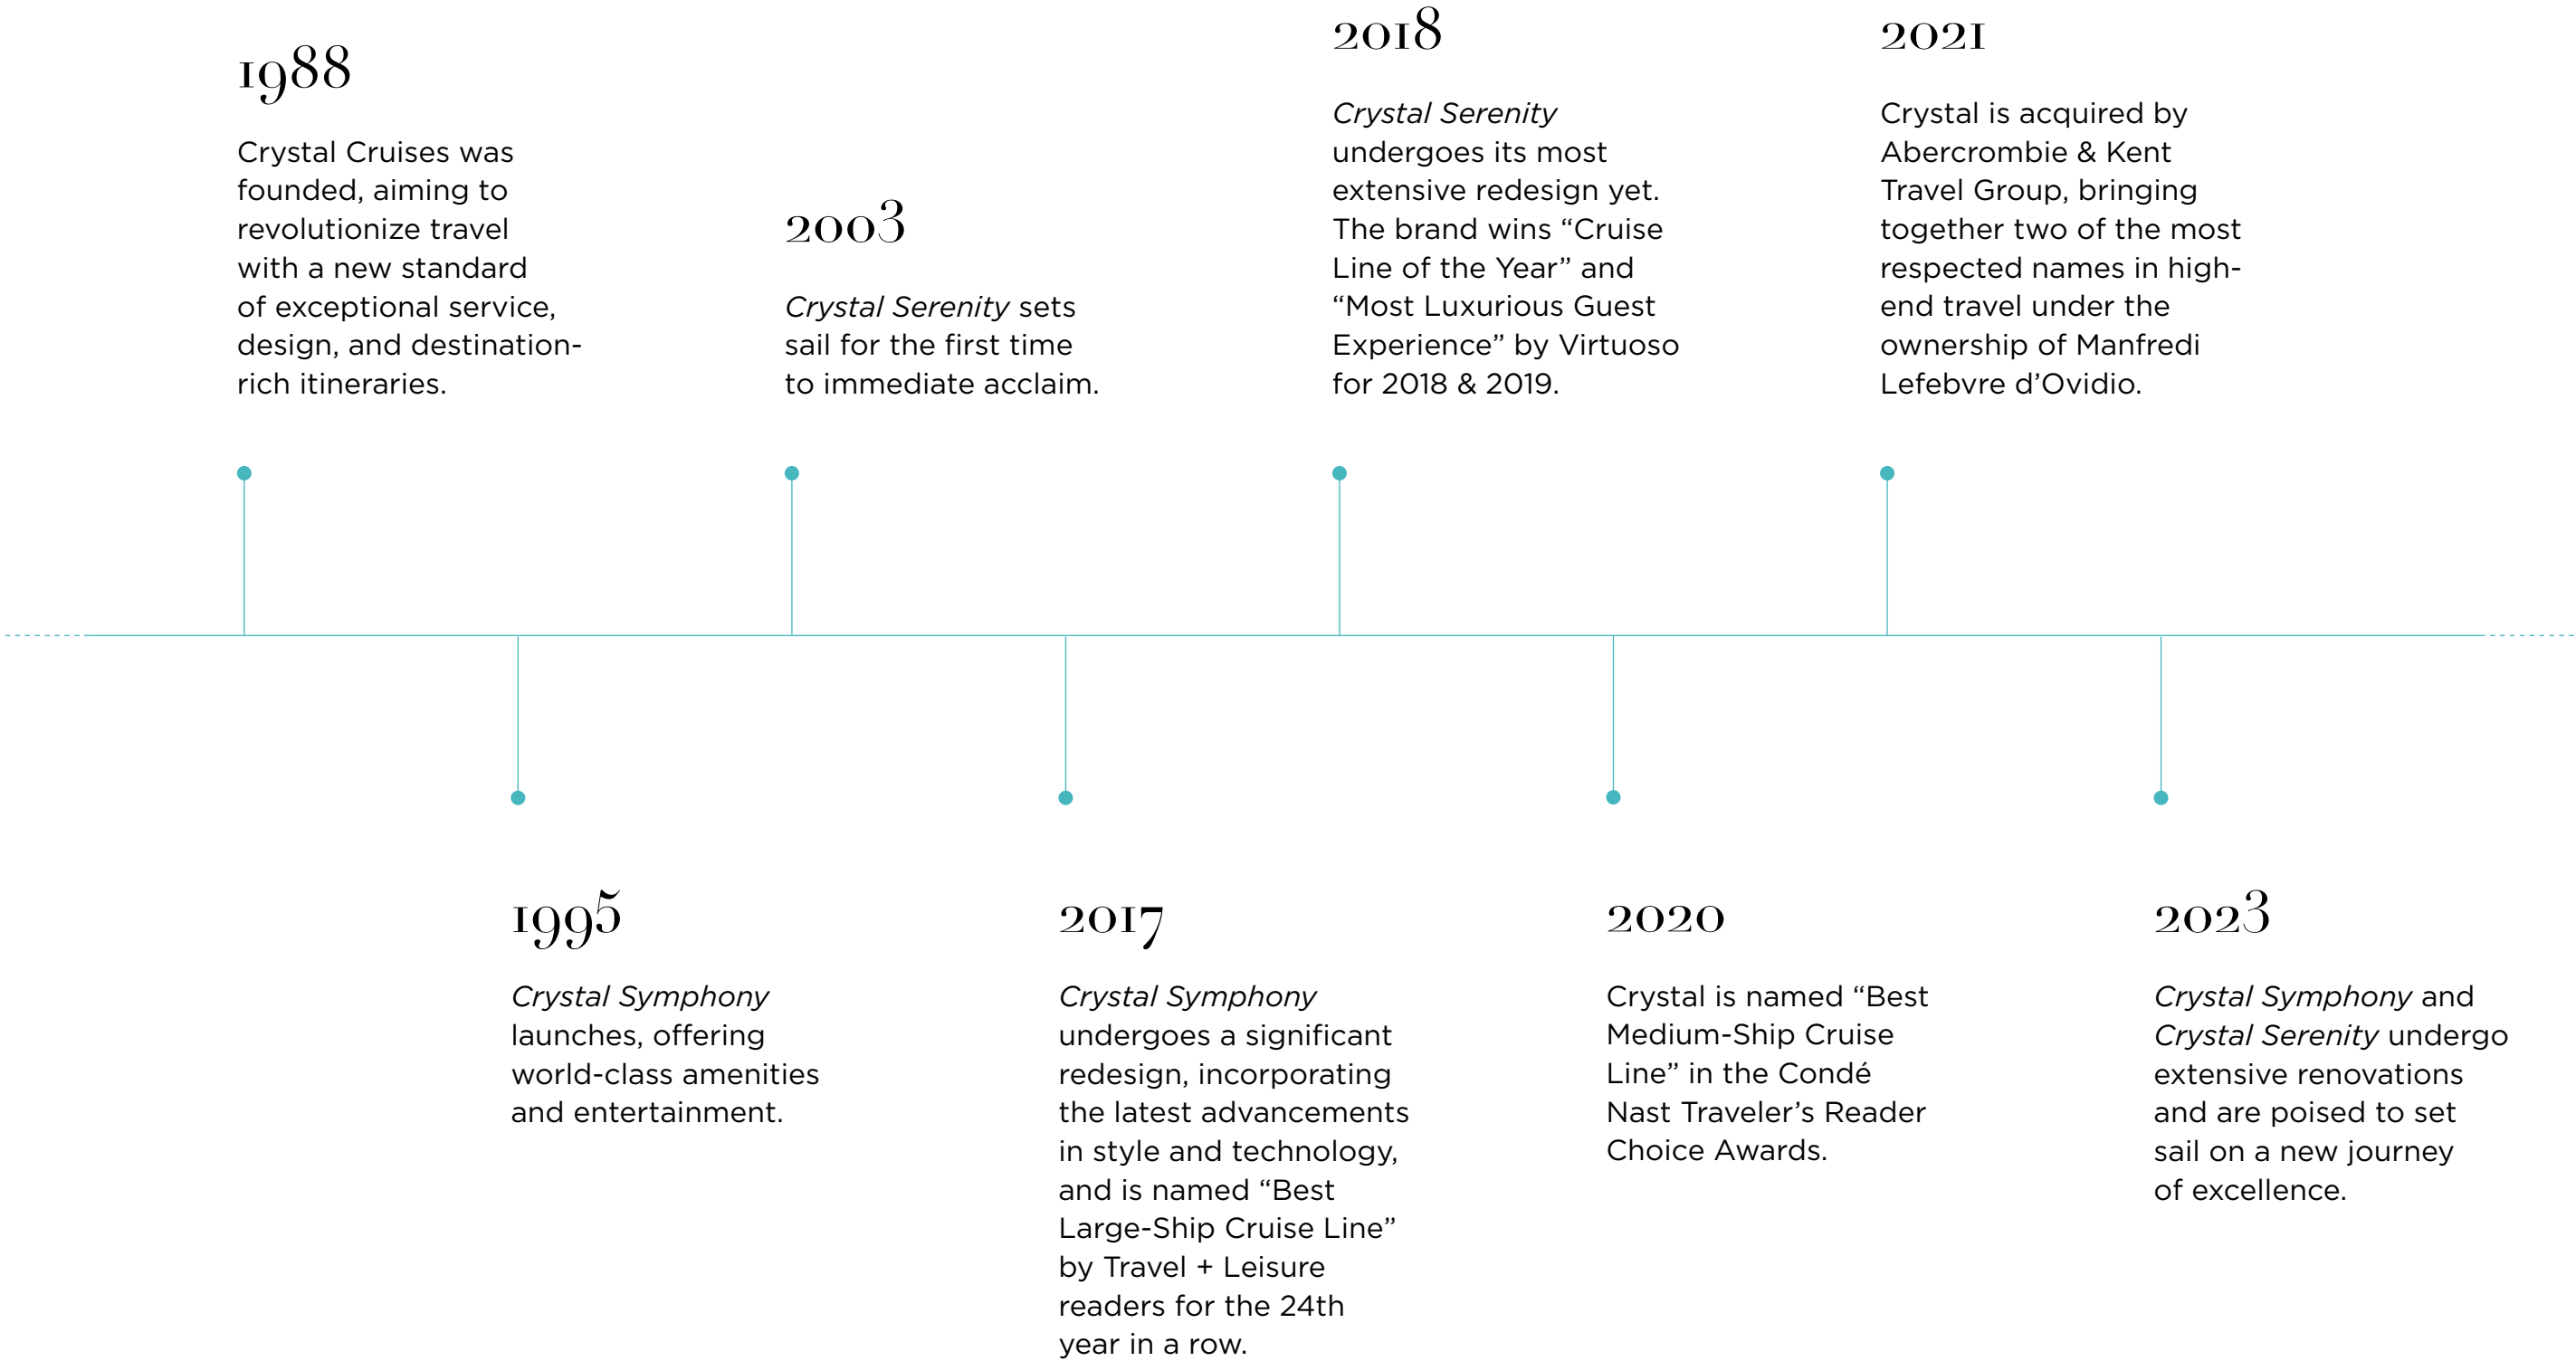 1988
Crystal Cruises was
founded, aiming to
revolutionize travel
with a new standard
of exceptional service,
design, and destination-
rich itineraries.
1995
Crystal Symphony
launches, offering
world-class amenities
and entertainment.
2003
Crystal Serenity sets
sail for the first time
to immediate acclaim.
2017
Crystal Symphony
undergoes a significant
redesign, incorporating
the latest advancements
in style and technology,
and is named “Best
Large-Ship Cruise Line”
by Travel + Leisure
readers for the 24th
year in a row.
2018
Crystal Serenity
undergoes its most
extensive redesign yet.
The brand wins “Cruise
Line of the Year” and
“Most Luxurious Guest
Experience” by Virtuoso
for 2018 & 2019.
2020
Crystal is named “Best
Medium-Ship Cruise
Line” in the Condé
Nast Traveler’s Reader
Choice Awards.
2021
Crystal is acquired by
Abercrombie & Kent
Travel Group, bringing
together two of the most
respected names in high-
end travel under the
ownership of Manfredi
Lefebvre d’Ovidio.
2023
Crystal Symphony and
Crystal Serenity undergo
extensive renovations
and are poised to set
sail on a new journey
of excellence.